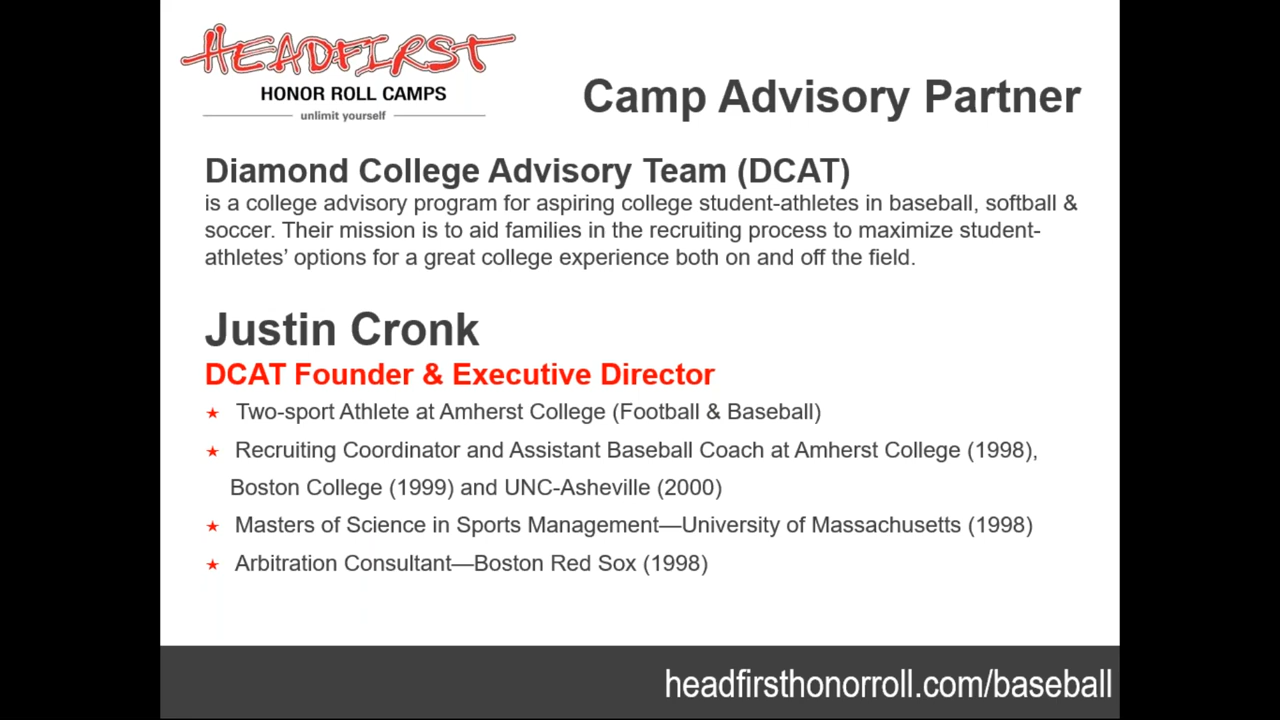 HEADFIRST
HONOR ROLL CAMPS
unlimit yourself
Camp Advisory Partner
Diamond College Advisory Team (DCAT)
is a college advisory program for aspiring college student-athletes in baseball, softball &
soccer. Their mission is to aid families in the recruiting process to maximize student-
athletes’ options for a great college experience both on and off the field.
Justin Cronk
DCAT Founder & Executive Director
★ Two-sport Athlete at Amherst College (Football & Baseball)
★ Recruiting Coordinator and Assistant Baseball Coach at Amherst College (1998),
Boston College (1999) and UNC-Asheville (2000)
★ Masters of Science in Sports Management—University of Massachusetts (1998)
★ Arbitration Consultant—Boston Red Sox (1998)
headfirsthonorroll.com/baseball